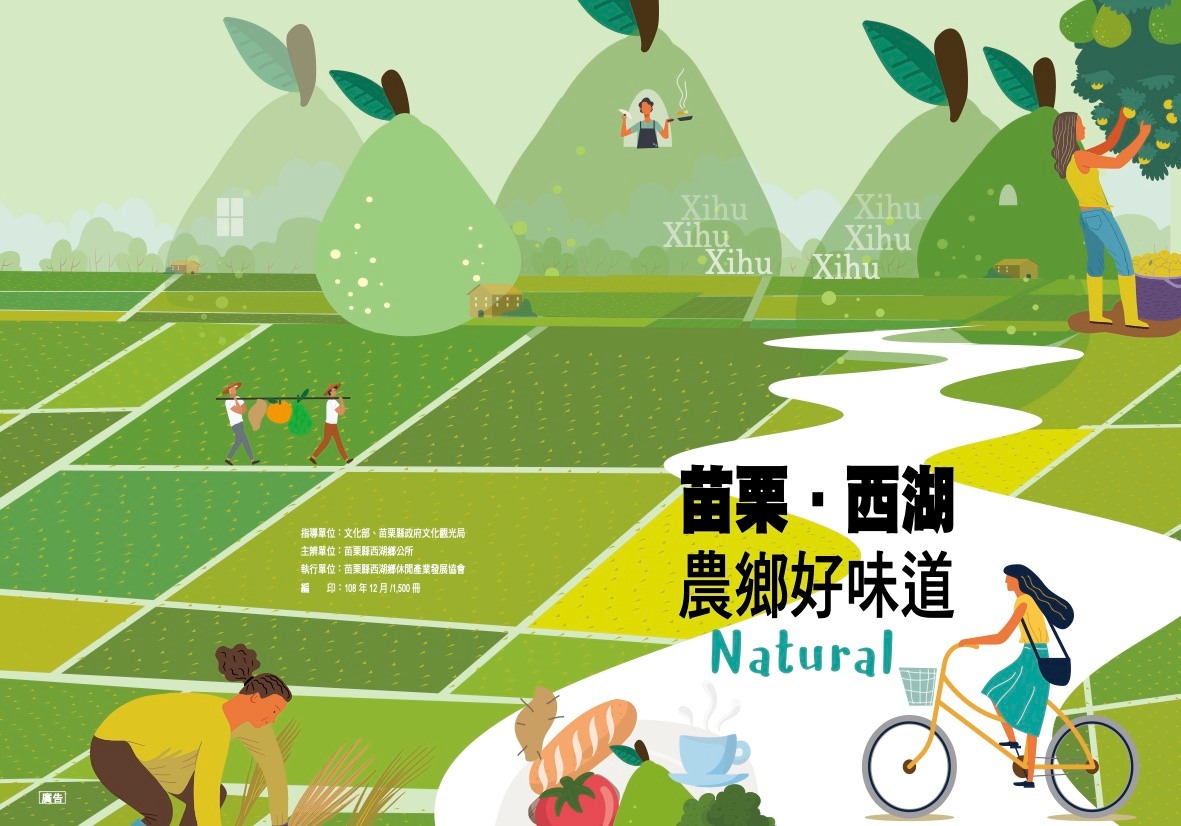 Xihu
Xihu
Xihu
Xihu
Xihu
Xihu
苗栗·西湖
農鄉好味道
Natural
指導單位：文化部、苗栗縣政府文化觀光局
主辦單位：苗栗縣西湖鄉公所
執行單位：苗栗縣西湖鄉休閒產業發展協會
編　　印：108 年 12 月 /1,500 冊
廣告